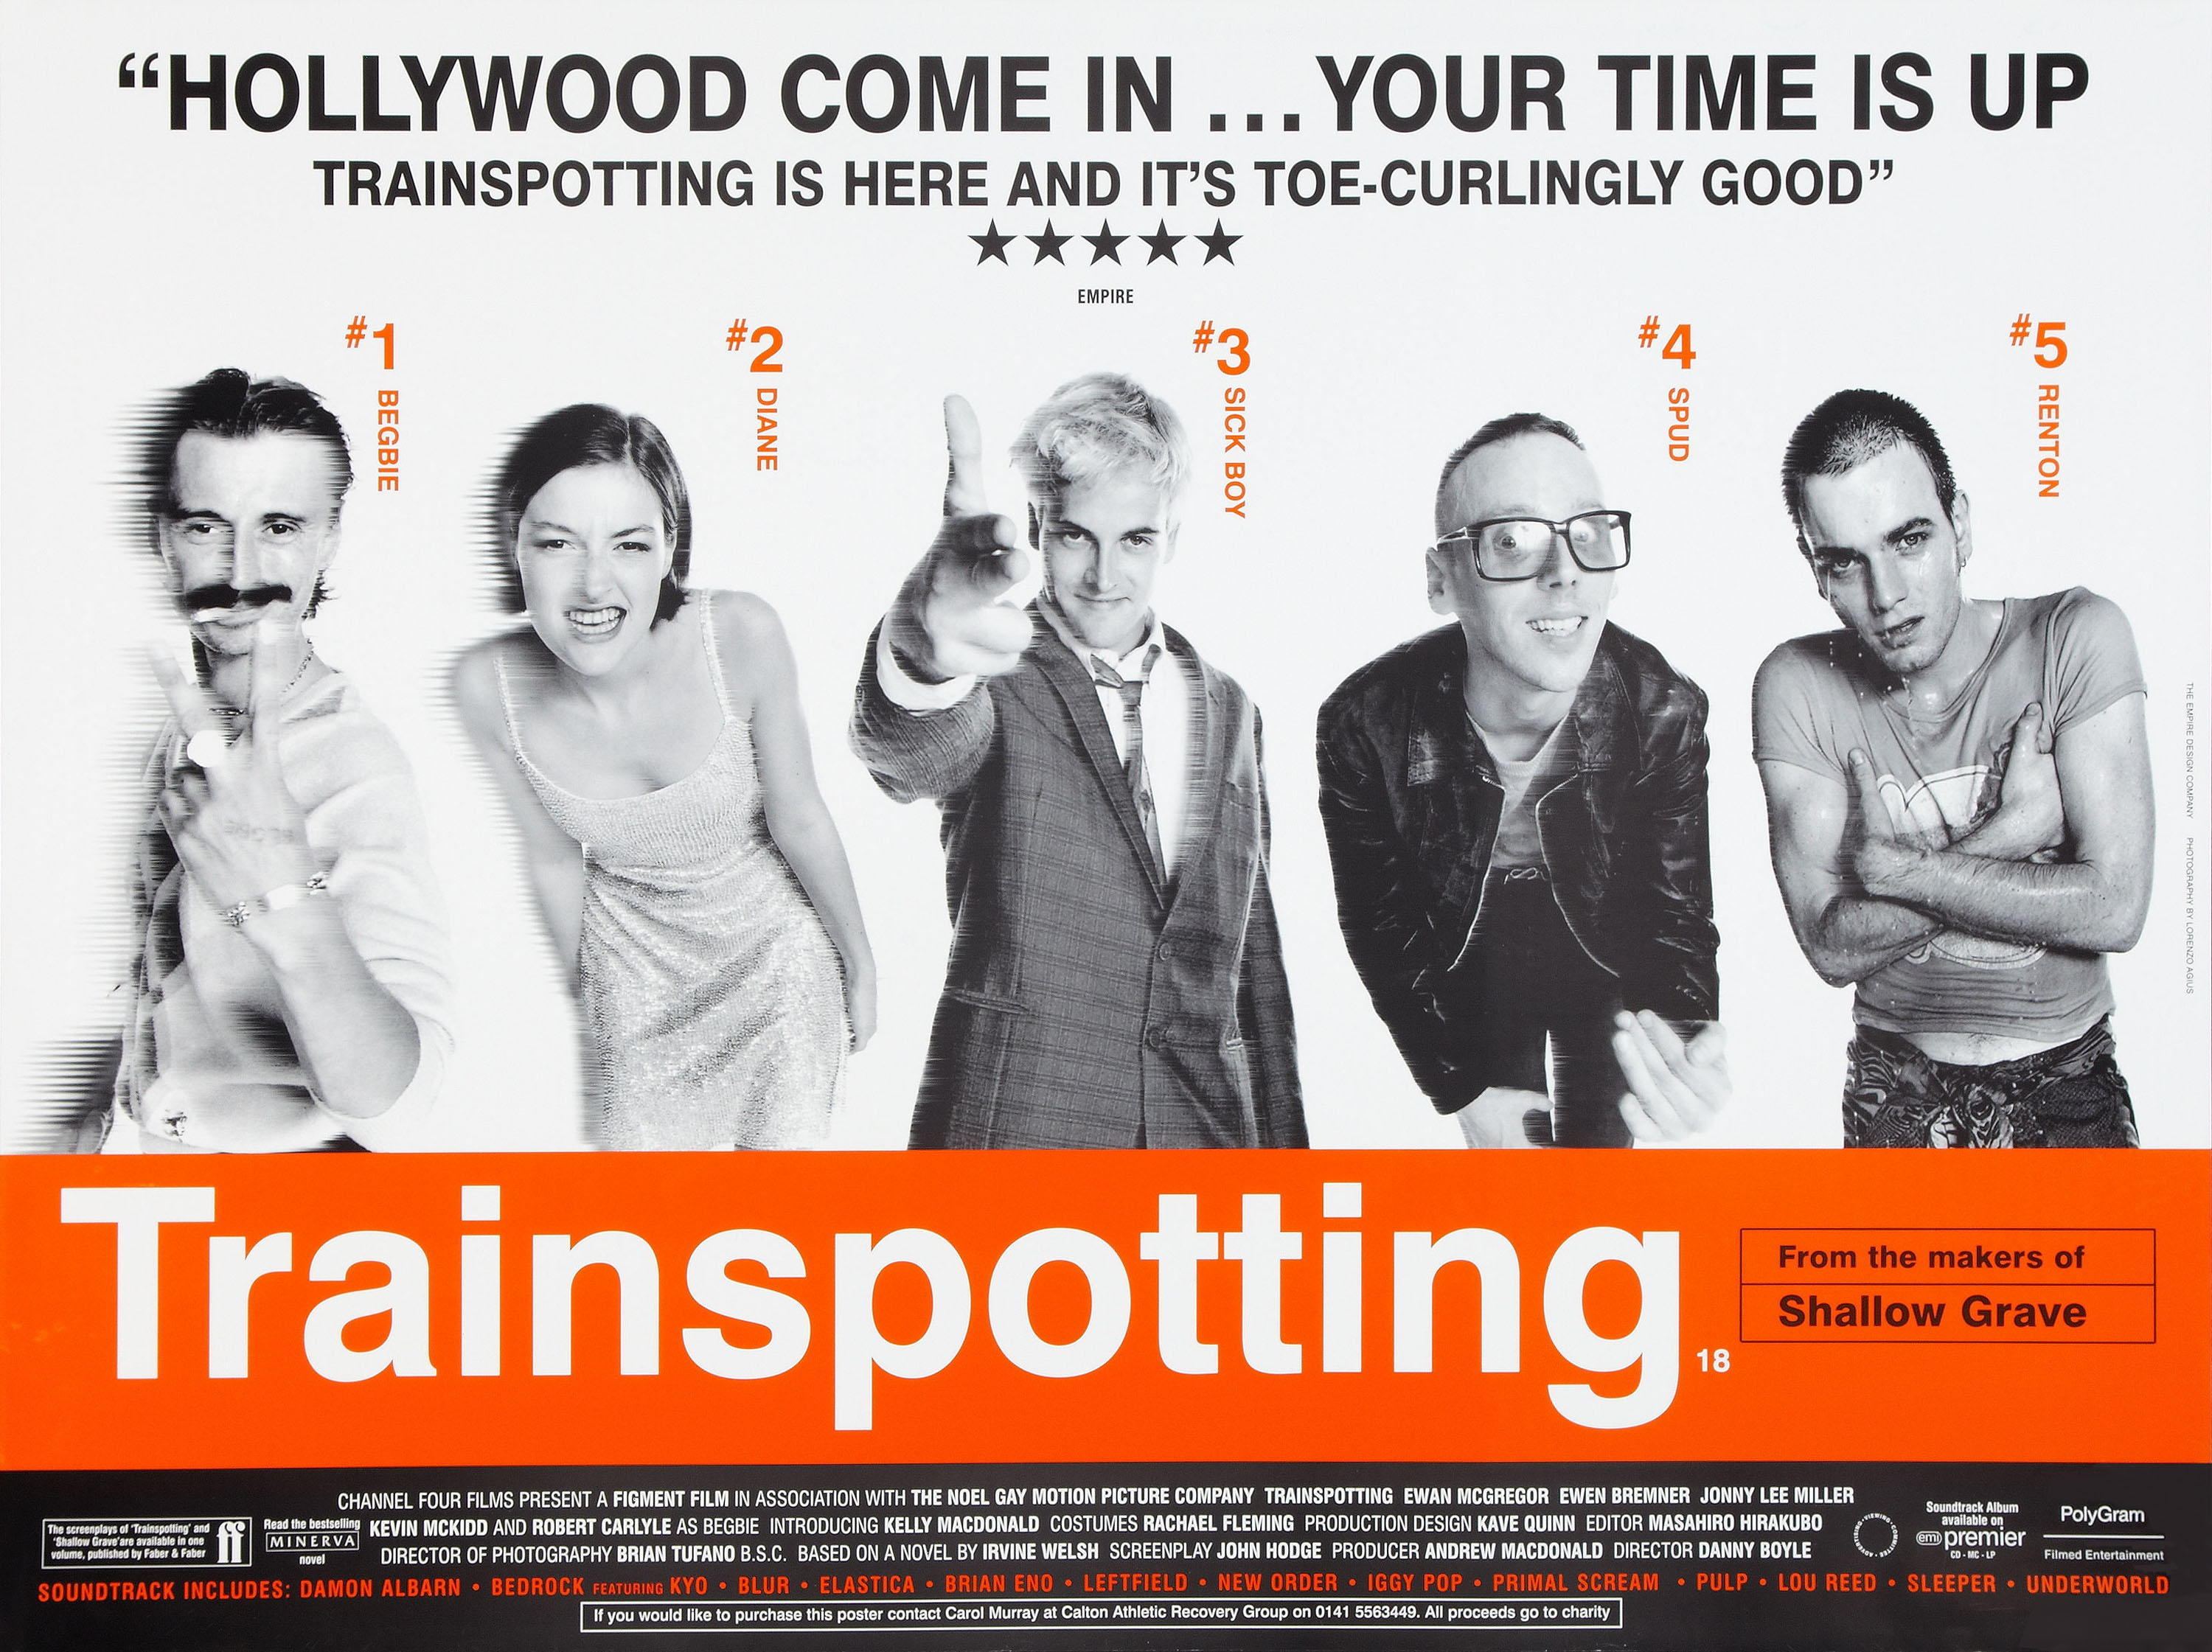 “HOLLYWOOD COME IN ...YOUR TIME IS UP
TRAINSPOTTING IS HERE AND IT’S TOE-CURLINGLY GOOD”
★★★★★
EMPIRE
#1 BEGBIE
#2 DIANE
#3 SICK BOY
#4 SPUD
#5 RENTON
THE EMPIRE DESIGN COMPANY PHOTOGRAPHY BY LORENZO AGIUS
Trainspotting
18
From the makers of
Shallow Grave
The screenplays of 'Trainspotting' and
'Shallow Grave' are available in one
volume, published by Faber & Faber
ff
Read the bestselling
MINERVA
novel
CHANNEL FOUR FILMS PRESENT A FIGMENT FILM IN ASSOCIATION WITH THE NOEL GAY MOTION PICTURE COMPANY TRAINSPOTTING EWAN MCGREGOR EWEN BREMNER JONNY LEE MILLER
KEVIN MCKIDD AND ROBERT CARLYLE AS BEGBIE INTRODUCING KELLY MACDONALD COSTUMES RACHAEL FLEMING PRODUCTION DESIGN KAVE QUINN EDITOR MASAHIRO HIRAKUBO
DIRECTOR OF PHOTOGRAPHY BRIAN TUFANO B.S.C. BASED ON A NOVEL BY IRVINE WELSH SCREENPLAY JOHN HODGE PRODUCER ANDREW MACDONALD DIRECTOR DANNY BOYLE
Soundtrack Album
available on
emi premier
CD - MC - LP
PolyGram
Filmed Entertainment
SOUNDTRACK INCLUDES: DAMON ALBARN • BEDROCK FEATURING KYO • BLUR • ELASTICA • BRIAN ENO • LEFTFIELD • NEW ORDER • IGGY POP • PRIMAL SCREAM • PULP • LOU REED • SLEEPER • UNDERWORLD
If you would like to purchase this poster contact Carol Murray at Calton Athletic Recovery Group on 0141 5563449. All proceeds go to charity